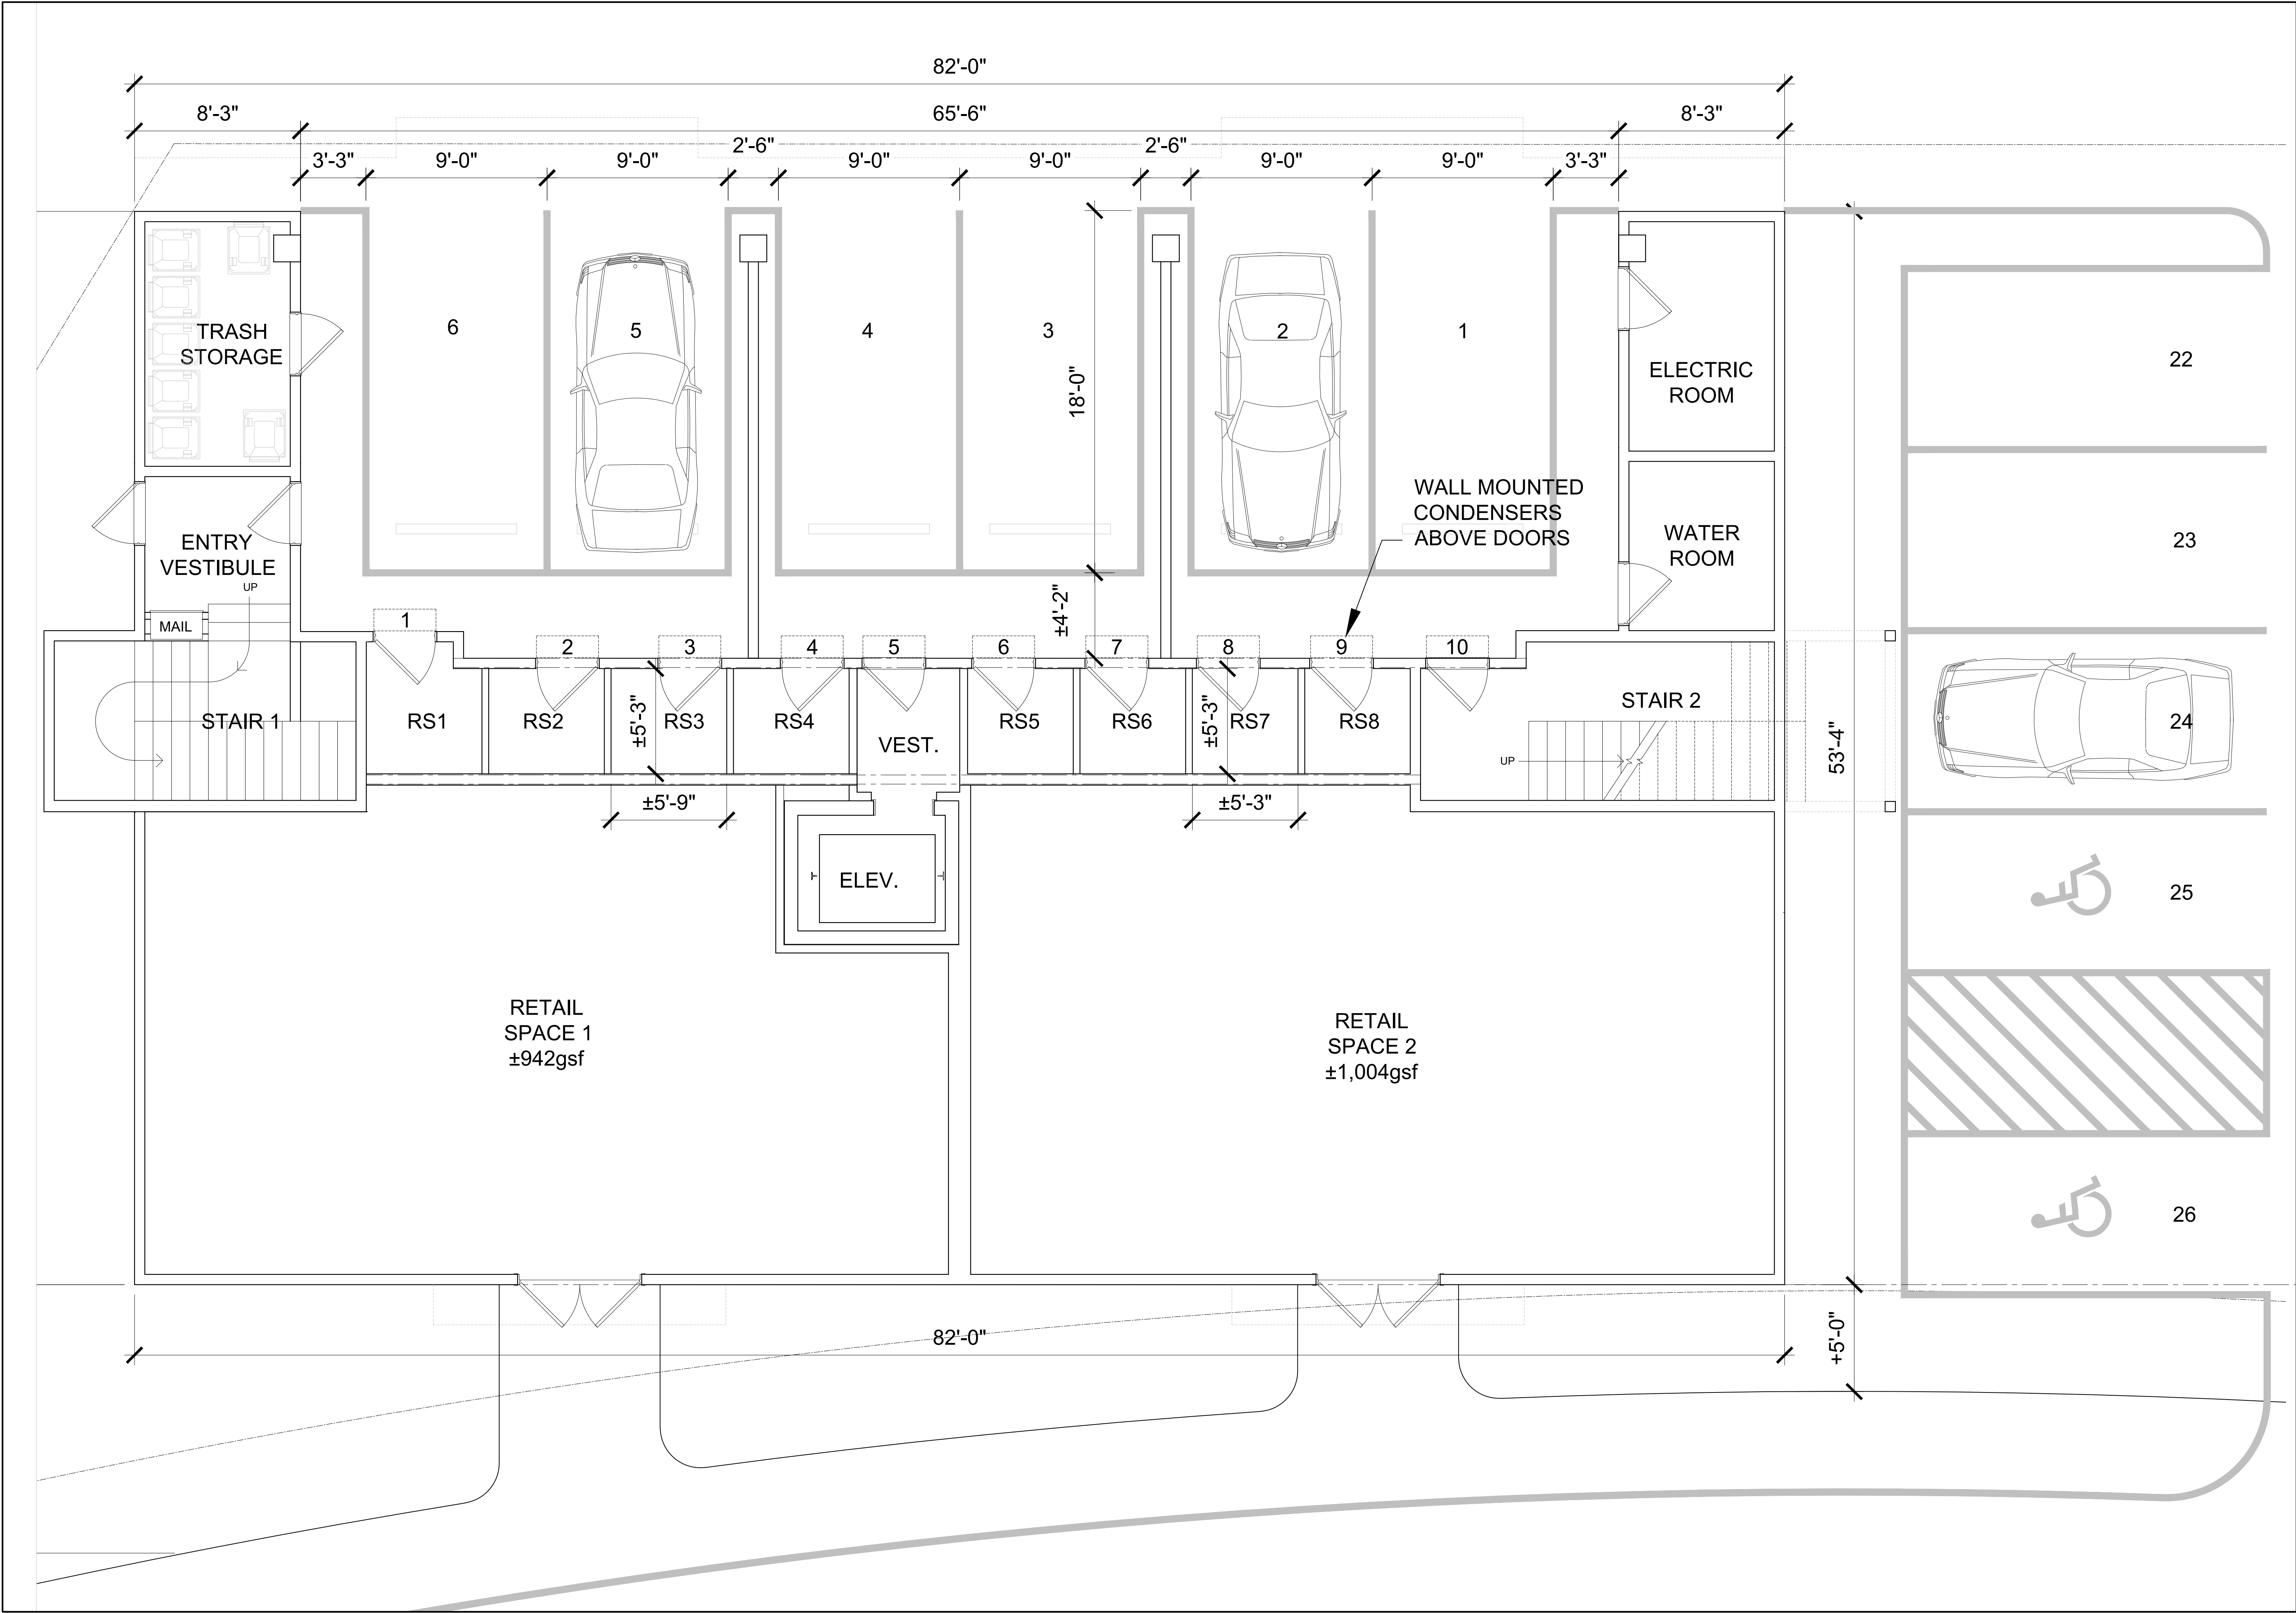 82'-0"
8'-3"
65'-6"
8'-3"
3'-3"
9'-0"
9'-0"
2'-6"
9'-0"
9'-0"
2'-6"
9'-0"
9'-0"
3'-3"
TRASH
STORAGE
6
5
4
3
2
1
18'-0"
ELECTRIC
ROOM
22
WALL MOUNTED
CONDENSERS
ABOVE DOORS
WATER
ROOM
23
ENTRY
VESTIBULE
UP
MAIL
±4'-2"
1
2
3
4
5
6
7
8
9
10
STAIR 1
RS1
RS2
±5'-3"
RS3
RS4
VEST.
RS5
RS6
±5'-3"
RS7
RS8
STAIR 2
UP
53'-4"
24
±5'-9"
±5'-3"
ELEV.
25
RETAIL
SPACE 1
±942gsf
RETAIL
SPACE 2
±1,004gsf
26
82'-0"
+5'-0"